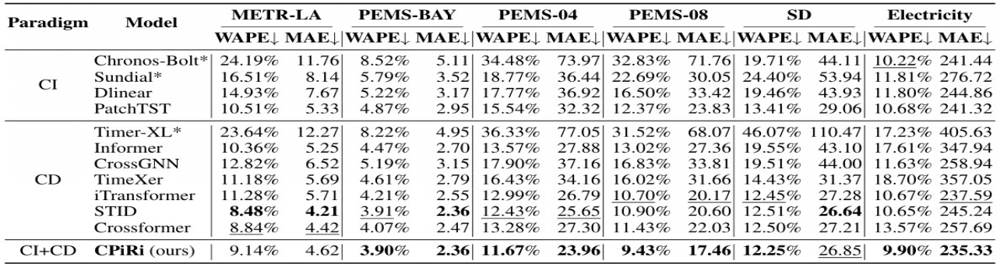 Paradigm Model METR-LA PEMS-BAY PEMS-04 PEMS-08 SD Electricity
WAPE↓ MAE↓ WAPE↓ MAE↓ WAPE↓ MAE↓ WAPE↓ MAE↓ WAPE↓ MAE↓ WAPE↓ MAE↓
CI
Chronos-Bolt* 24.19% 11.76 8.52% 5.11 34.48% 73.97 32.83% 71.76 19.71% 44.11 10.22% 241.44
Sundial* 16.51% 8.14 5.79% 3.52 18.77% 36.44 22.69% 30.05 24.40% 53.94 11.81% 276.72
Dlinear 14.93% 7.67 5.22% 3.17 17.77% 36.92 16.50% 33.42 19.46% 43.93 11.80% 244.86
PatchTST 10.51% 5.33 4.87% 2.95 15.54% 32.32 12.37% 23.83 13.41% 29.06 10.68% 241.32
CD
Timer-XL* 23.64% 12.27 8.22% 4.95 36.33% 77.05 31.52% 68.07 46.07% 110.47 17.23% 405.63
Informer 10.36% 5.25 4.47% 2.70 13.57% 27.88 13.02% 27.36 19.55% 43.10 17.61% 347.94
CrossGNN 12.82% 6.52 5.19% 3.15 17.90% 37.16 16.83% 33.81 19.51% 44.00 11.63% 258.94
TimeXer 11.18% 5.69 4.61% 2.79 16.43% 34.16 16.02% 31.66 14.43% 31.37 18.70% 357.05
iTransformer 11.28% 5.71 4.21% 2.55 12.99% 26.79 10.70% 20.17 12.45% 27.28 10.67% 237.59
STID 8.48% 4.21 3.91% 2.36 12.43% 25.65 10.90% 20.60 12.51% 26.64 10.65% 245.24
Crossformer 8.84% 4.42 4.07% 2.47 13.28% 27.30 11.43% 22.03 12.50% 27.21 13.57% 257.69
CI+CD CPiRi (ours) 9.14% 4.62 3.90% 2.36 11.67% 23.96 9.43% 17.46 12.25% 26.85 9.90% 235.33